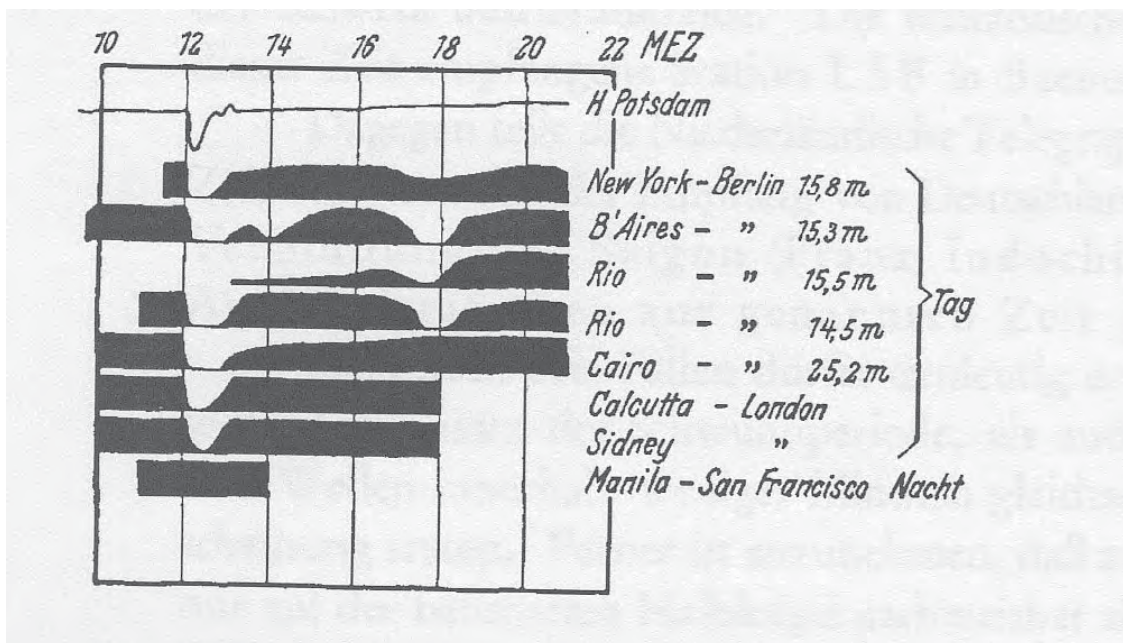 10 12 14 16 18 20 22 MEZ
H Potsdam
New York - Berlin 15,8 m
B'Aires - " 15,3 m
Rio - " 15,5 m
Rio - " 14,5 m
Cairo - " 25,2 m
Calcutta - London
Sidney "
Manila - San Francisco Nacht
Tag